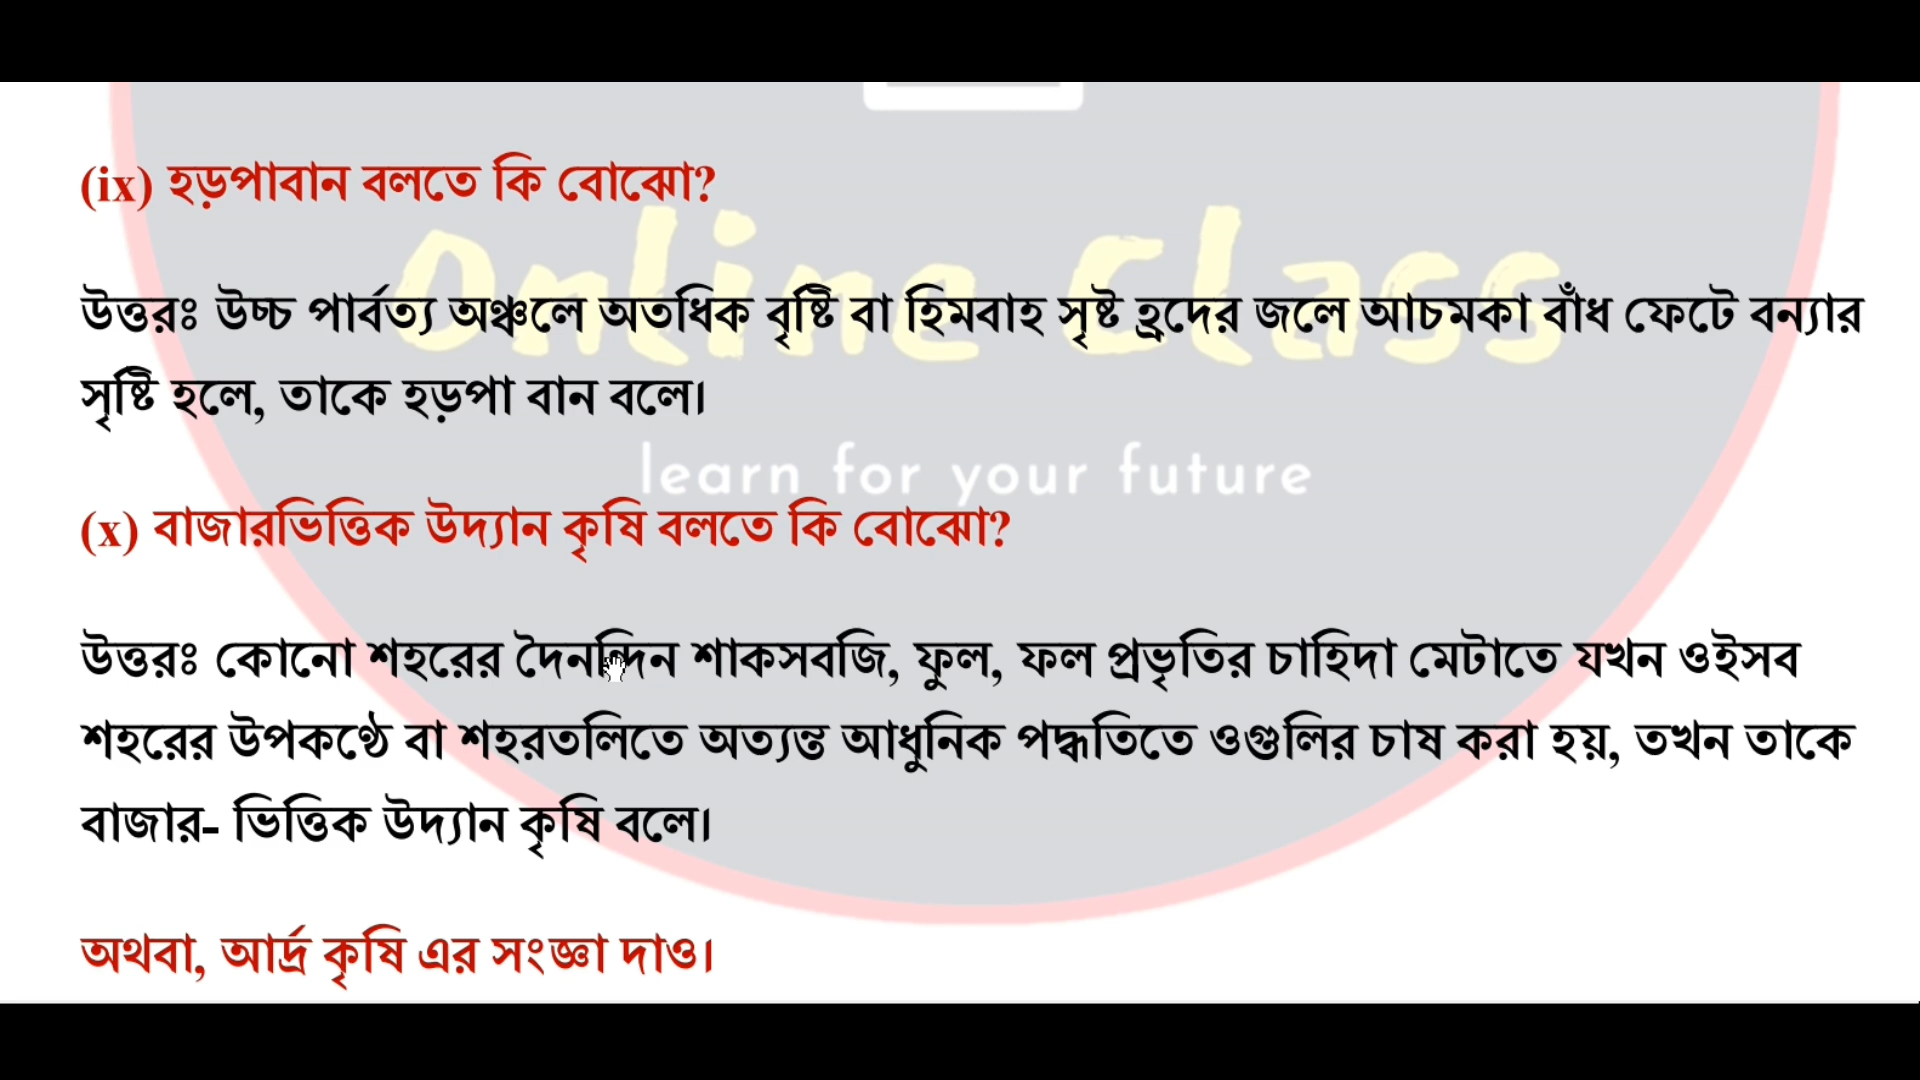 (ix) হড়পাবান বলতে কি বোঝো?
Online Class
উত্তরঃ উচ্চ পার্বত্য অঞ্চলে অতধিক বৃষ্টি বা হিমবাহ সৃষ্ট হ্রদের জলে আচমকা বাঁধ ফেটে বন্যার
সৃষ্টি হলে, তাকে হড়পা বান বলে।
learn for your future
(x) বাজারভিত্তিক উদ্যান কৃষি বলতে কি বোঝো?
উত্তরঃ কোনো শহরের দৈনন্দিন শাকসবজি, ফুল, ফল প্রভৃতির চাহিদা মেটাতে যখন ওইসব
শহরের উপকণ্ঠে বা শহরতলিতে অত্যন্ত আধুনিক পদ্ধতিতে ওগুলির চাষ করা হয়, তখন তাকে
বাজার- ভিত্তিক উদ্যান কৃষি বলে।
অথবা, আর্দ্র কৃষি এর সংজ্ঞা দাও।